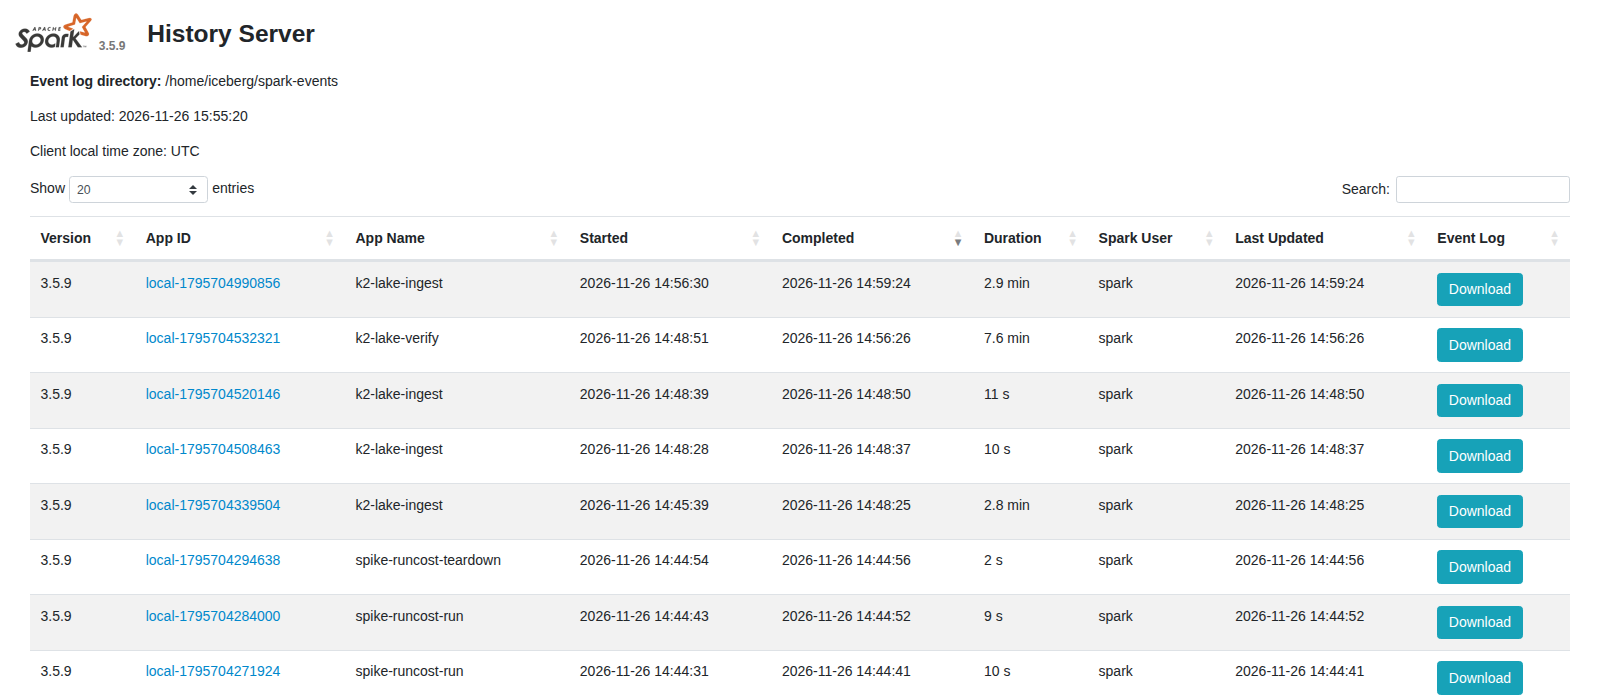 APACHE
Spark 3.5.9 History Server
Event log directory: /home/iceberg/spark-events
Last updated: 2026-11-26 15:55:20
Client local time zone: UTC
Show 20 entries Search:
Version App ID App Name Started Completed Duration Spark User Last Updated Event Log
3.5.9 local-1795704990856 k2-lake-ingest 2026-11-26 14:56:30 2026-11-26 14:59:24 2.9 min spark 2026-11-26 14:59:24 Download
3.5.9 local-1795704532321 k2-lake-verify 2026-11-26 14:48:51 2026-11-26 14:56:26 7.6 min spark 2026-11-26 14:56:26 Download
3.5.9 local-1795704520146 k2-lake-ingest 2026-11-26 14:48:39 2026-11-26 14:48:50 11 s spark 2026-11-26 14:48:50 Download
3.5.9 local-1795704508463 k2-lake-ingest 2026-11-26 14:48:28 2026-11-26 14:48:37 10 s spark 2026-11-26 14:48:37 Download
3.5.9 local-1795704339504 k2-lake-ingest 2026-11-26 14:45:39 2026-11-26 14:48:25 2.8 min spark 2026-11-26 14:48:25 Download
3.5.9 local-1795704294638 spike-runcost-teardown 2026-11-26 14:44:54 2026-11-26 14:44:56 2 s spark 2026-11-26 14:44:56 Download
3.5.9 local-1795704284000 spike-runcost-run 2026-11-26 14:44:43 2026-11-26 14:44:52 9 s spark 2026-11-26 14:44:52 Download
3.5.9 local-1795704271924 spike-runcost-run 2026-11-26 14:44:31 2026-11-26 14:44:41 10 s spark 2026-11-26 14:44:41 Download